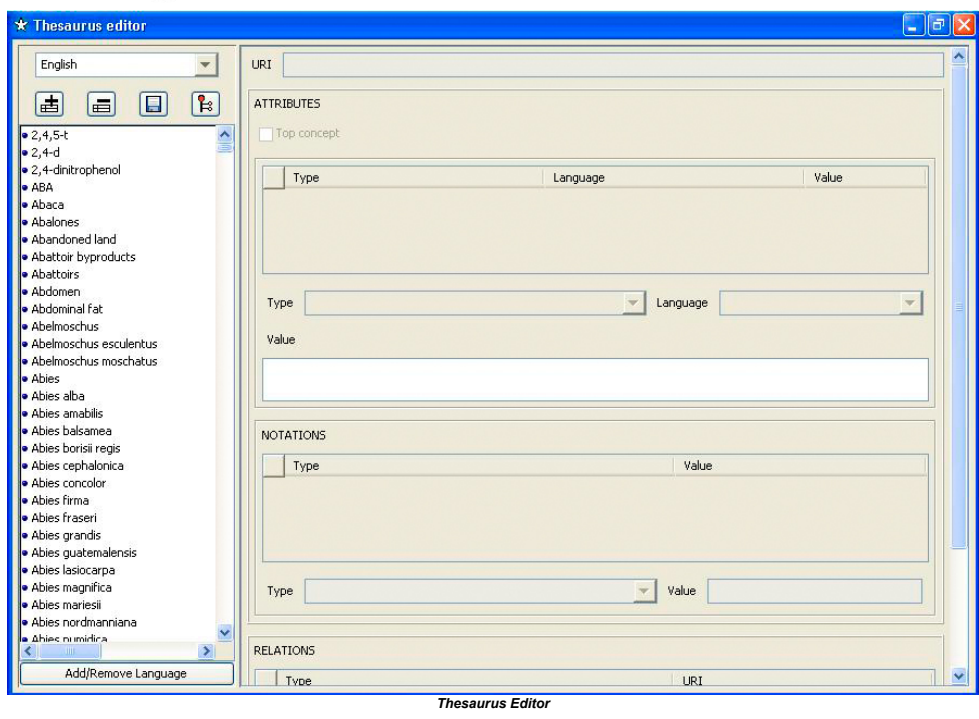 Thesaurus editor
English
2,4,5-t
2,4-d
2,4-dinitrophenol
ABA
Abaca
Abalones
Abandoned land
Abattoir byproducts
Abattoirs
Abdomen
Abdominal fat
Abelmoschus
Abelmoschus esculentus
Abelmoschus moschatus
Abies
Abies alba
Abies amabilis
Abies balsamea
Abies borisii regis
Abies cephalonica
Abies concolor
Abies firma
Abies fraseri
Abies grandis
Abies guatemalensis
Abies lasiocarpa
Abies magnifica
Abies mariesii
Abies nordmanniana
Abies numidica
Add/Remove Language
URI
ATTRIBUTES
Top concept
Type Language Value
Type Language
Value
NOTATIONS
Type Value
Type Value
RELATIONS
Type URI
Thesaurus Editor